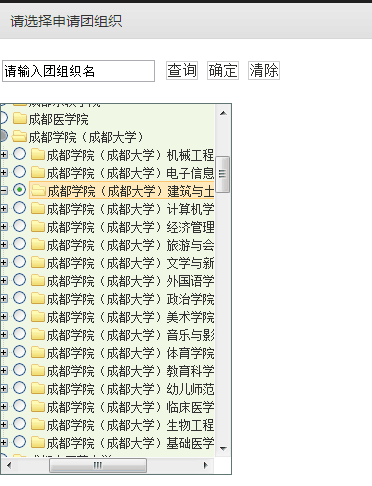 请选择申请团组织
请输入团组织名 查询 确定 清除
成都医学院
成都学院（成都大学）
成都学院（成都大学）机械工程
成都学院（成都大学）电子信息
成都学院（成都大学）建筑与土
成都学院（成都大学）计算机学
成都学院（成都大学）经济管理
成都学院（成都大学）旅游与会
成都学院（成都大学）文学与新
成都学院（成都大学）外国语学
成都学院（成都大学）政治学院
成都学院（成都大学）美术学院
成都学院（成都大学）音乐与影
成都学院（成都大学）体育学院
成都学院（成都大学）教育科学
成都学院（成都大学）幼儿师范
成都学院（成都大学）临床医学
成都学院（成都大学）生物工程
成都学院（成都大学）基础医学